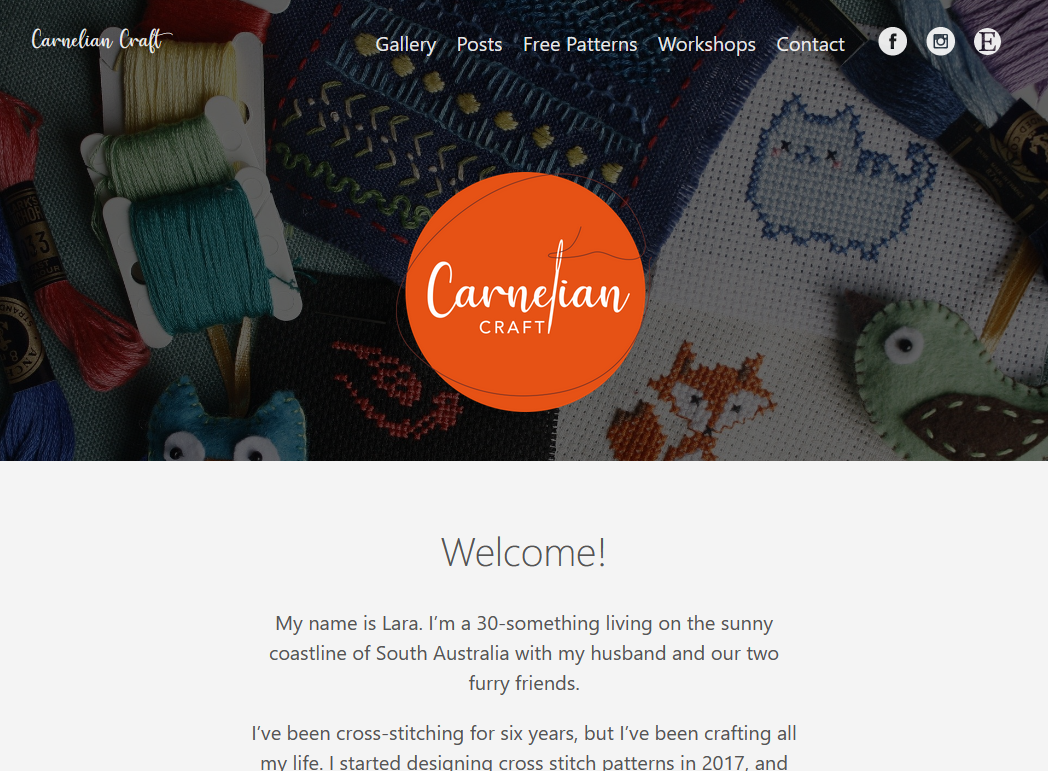 Carnelian Craft
Gallery Posts Free Patterns Workshops Contact
Carnelian
CRAFT
Welcome!
My name is Lara. I’m a 30-something living on the sunny
coastline of South Australia with my husband and our two
furry friends.
I’ve been cross-stitching for six years, but I’ve been crafting all
my life. I started designing cross stitch patterns in 2017, and